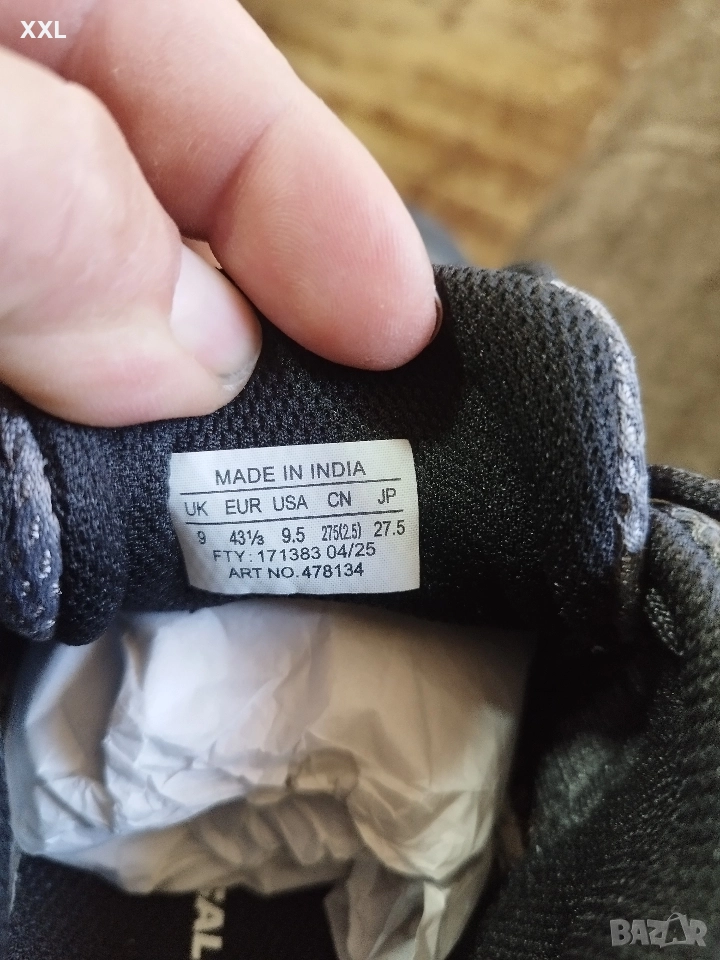 XXL
MADE IN INDIA
UK EUR USA CN JP
9 43⅓ 9.5 275(2.5) 27.5
FTY: 171383 04/25
ART NO. 478134
BAZAR